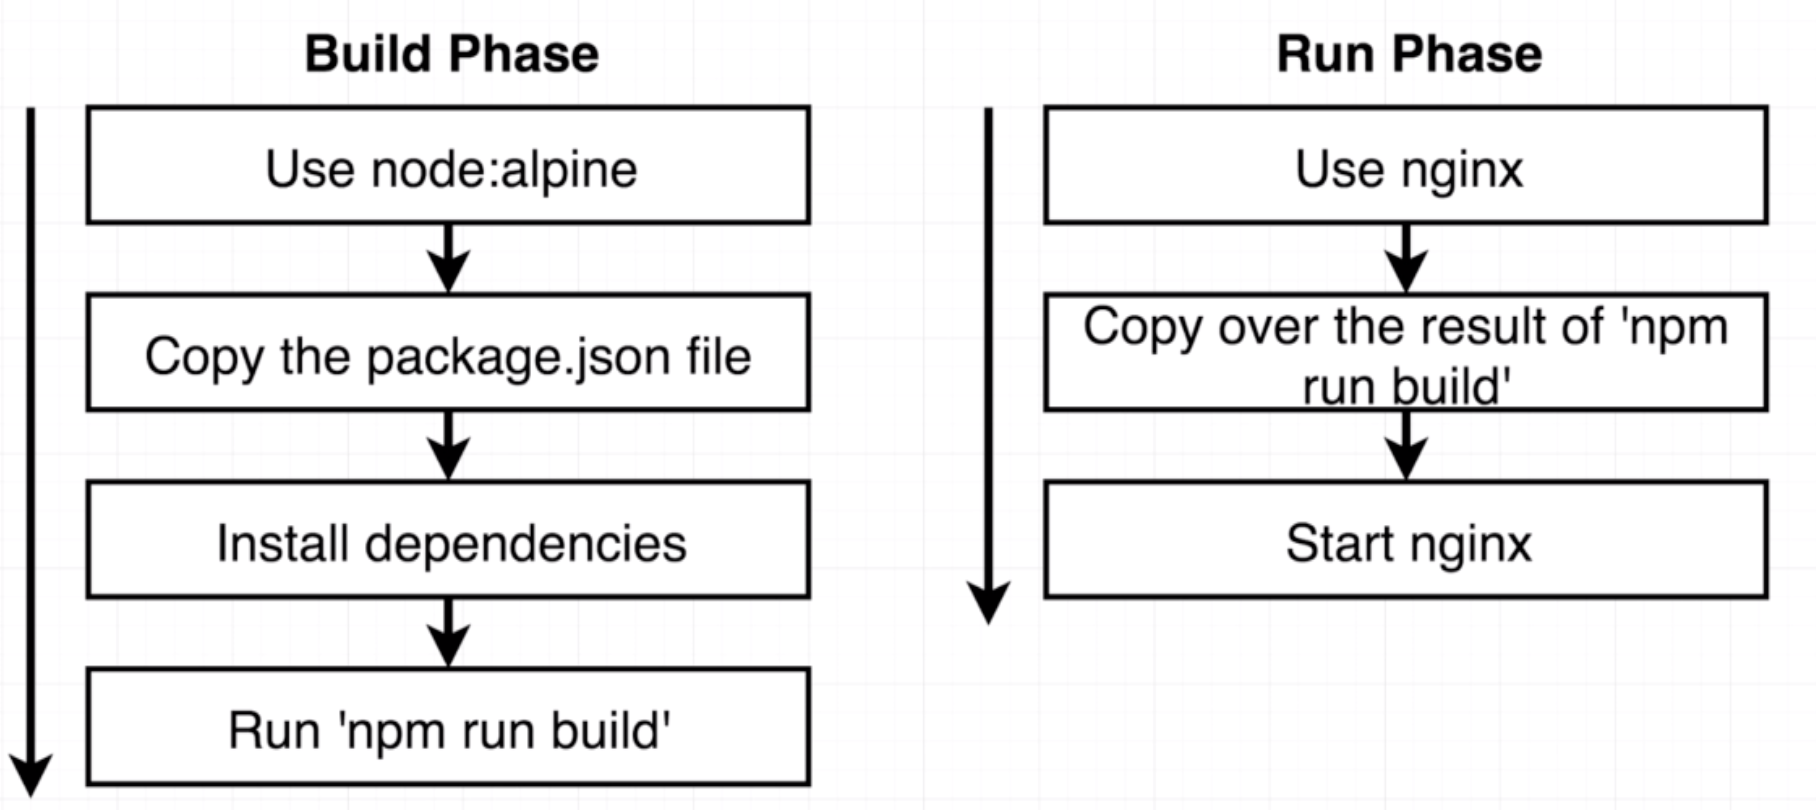 Build Phase
Use node:alpine
Copy the package.json file
Install dependencies
Run 'npm run build'
Run Phase
Use nginx
Copy over the result of 'npm
run build'
Start nginx